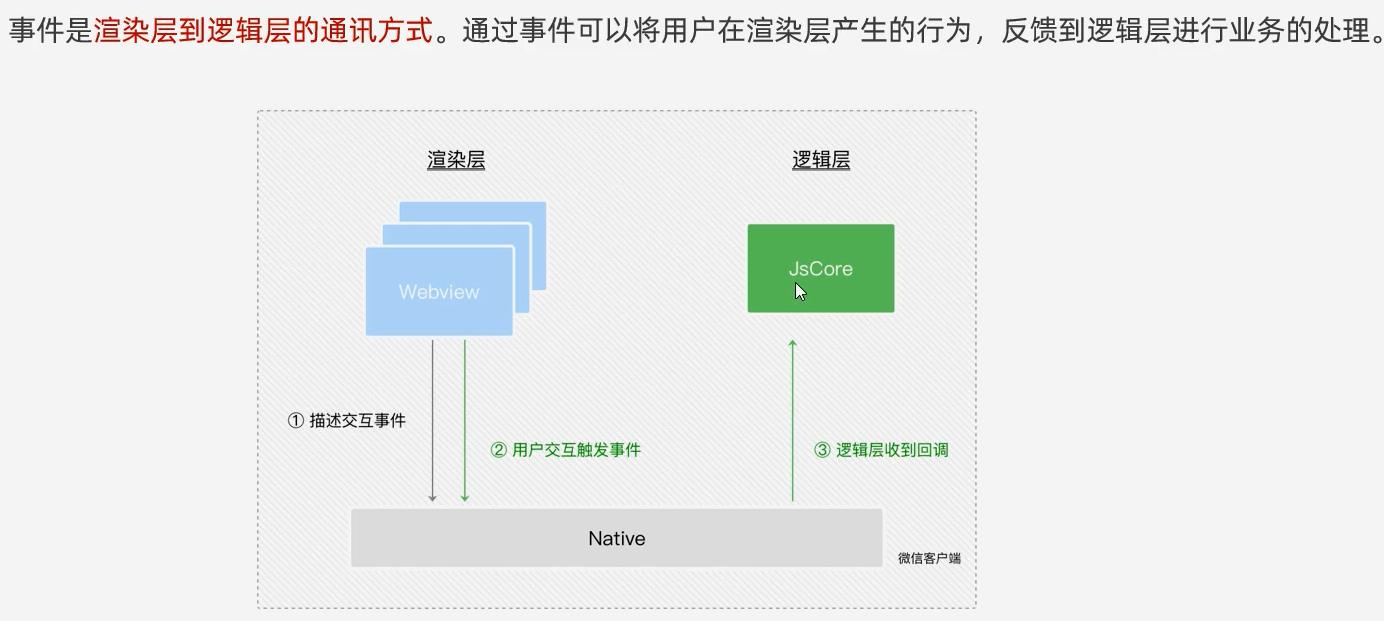 事件是渲染层到逻辑层的通讯方式。通过事件可以将用户在渲染层产生的行为，反馈到逻辑层进行业务的处理。
渲染层
逻辑层
Webview
JsCore
① 描述交互事件
② 用户交互触发事件
③ 逻辑层收到回调
Native
微信客户端